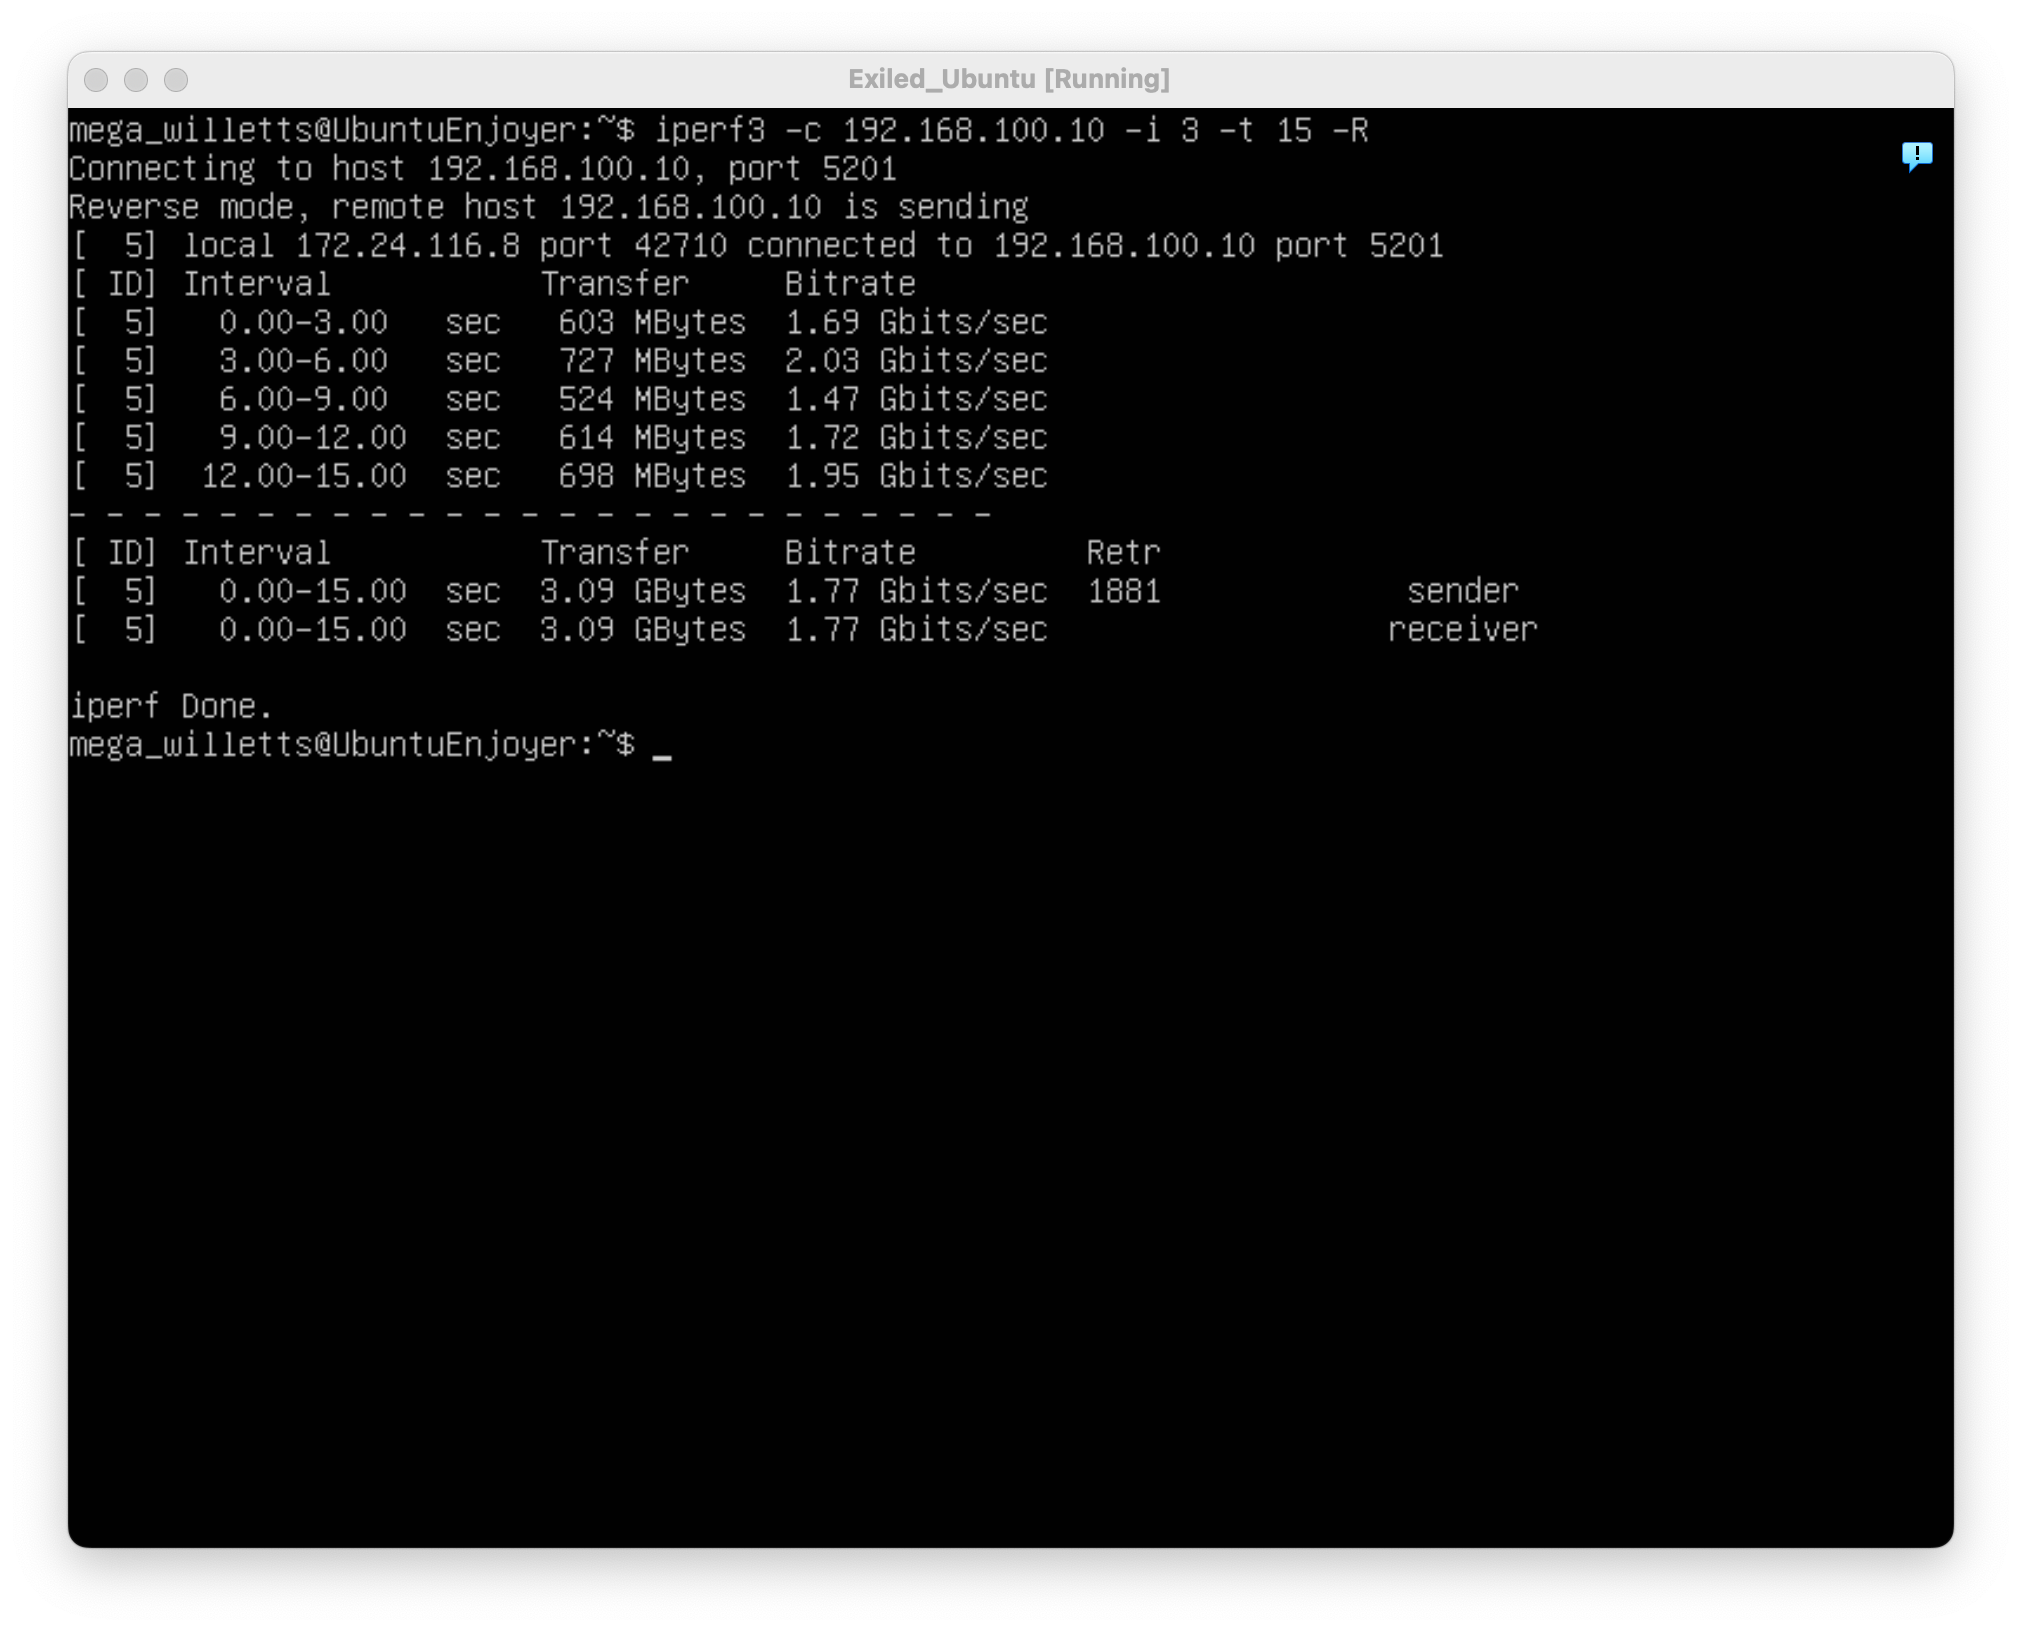 Exiled_Ubuntu [Running]
mega_willetts@UbuntuEnjoyer:~$ iperf3 -c 192.168.100.10 -i 3 -t 15 -R
Connecting to host 192.168.100.10, port 5201
Reverse mode, remote host 192.168.100.10 is sending
[  5] local 172.24.116.8 port 42710 connected to 192.168.100.10 port 5201
[ ID] Interval           Transfer     Bitrate
[  5]   0.00-3.00   sec   603 MBytes  1.69 Gbits/sec
[  5]   3.00-6.00   sec   727 MBytes  2.03 Gbits/sec
[  5]   6.00-9.00   sec   524 MBytes  1.47 Gbits/sec
[  5]   9.00-12.00  sec   614 MBytes  1.72 Gbits/sec
[  5]  12.00-15.00  sec   698 MBytes  1.95 Gbits/sec
- - - - - - - - - - - - - - - - - - - - - - - - -
[ ID] Interval           Transfer     Bitrate         Retr
[  5]   0.00-15.00  sec  3.09 GBytes  1.77 Gbits/sec  1881             sender
[  5]   0.00-15.00  sec  3.09 GBytes  1.77 Gbits/sec                  receiver
iperf Done.
mega_willetts@UbuntuEnjoyer:~$ _